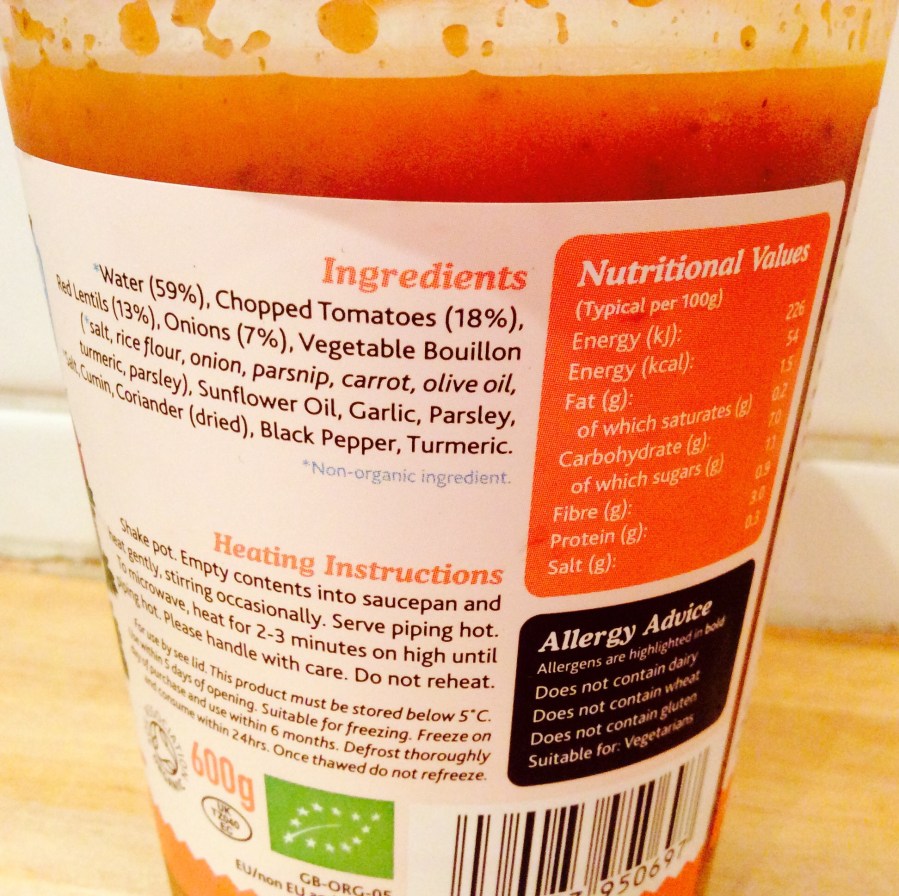 Ingredients
*Water (59%), Chopped Tomatoes (18%),
Red Lentils (13%), Onions (7%), Vegetable Bouillon
(*salt, rice flour, onion, parsnip, carrot, olive oil,
turmeric, parsley), Sunflower Oil, Garlic, Parsley,
*Salt, Cumin, Coriander (dried), Black Pepper, Turmeric.
*Non-organic ingredient.
Heating Instructions
Shake pot. Empty contents into saucepan and
heat gently, stirring occasionally. Serve piping hot.
To microwave, heat for 2-3 minutes on high until
piping hot. Please handle with care. Do not reheat.
For use by see lid. This product must be stored below 5°C.
Use within 5 days of opening. Suitable for freezing. Freeze on
day of purchase and use within 6 months. Defrost thoroughly
and consume within 24hrs. Once thawed do not refreeze.
600g
UK
TZ040
EC
GB-ORG-05
EU/non EU
Nutritional Values
(Typical per 100g)
Energy (kJ): 226
Energy (kcal): 54
Fat (g): 1.5
of which saturates (g) 0.2
Carbohydrate (g): 7.0
of which sugars (g) 1.1
Fibre (g): 0.9
Protein (g): 3.0
Salt (g): 0.3
Allergy Advice
Allergens are highlighted in bold
Does not contain dairy
Does not contain wheat
Does not contain gluten
Suitable for: Vegetarians
950697